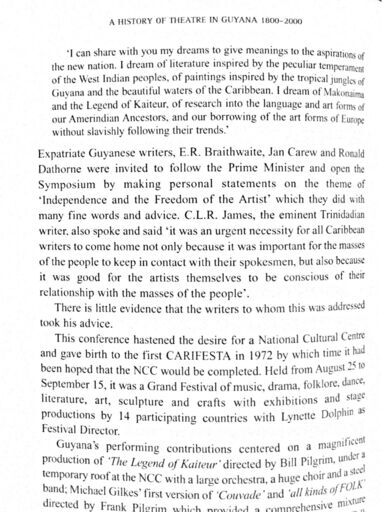 A HISTORY OF THEATRE IN GUYANA 1800–2000
'I can share with you my dreams to give meanings to the aspirations of
the new nation. I dream of literature inspired by the peculiar temperament
of the West Indian peoples, of paintings inspired by the tropical jungles of
Guyana and the beautiful waters of the Caribbean. I dream of Makonaima
and the Legend of Kaiteur, of research into the language and art forms of
our Amerindian Ancestors, and our borrowing of the art forms of Europe
without slavishly following their trends.'
Expatriate Guyanese writers, E.R. Braithwaite, Jan Carew and Ronald
Dathorne were invited to follow the Prime Minister and open the
Symposium by making personal statements on the theme of
'Independence and the Freedom of the Artist' which they did with
many fine words and advice. C.L.R. James, the eminent Trinidadian
writer, also spoke and said 'it was an urgent necessity for all Caribbean
writers to come home not only because it was important for the masses
of the people to keep in contact with their spokesmen, but also because
it was good for the artists themselves to be conscious of their
relationship with the masses of the people'.
There is little evidence that the writers to whom this was addressed
took his advice.
This conference hastened the desire for a National Cultural Centre
and gave birth to the first CARIFESTA in 1972 by which time it had
been hoped that the NCC would be completed. Held from August 25 to
September 15, it was a Grand Festival of music, drama, folklore, dance,
literature, art, sculpture and crafts with exhibitions and stage
productions by 14 participating countries with Lynette Dolphin as
Festival Director.
Guyana's performing contributions centered on a magnificent
production of 'The Legend of Kaiteur' directed by Bill Pilgrim, under a
temporary roof at the NCC with a large orchestra, a huge choir and a steel
band; Michael Gilkes' first version of 'Couvade' and 'all kinds of FOLK'
directed by Frank Pilgrim which provided a comprehensive mixture